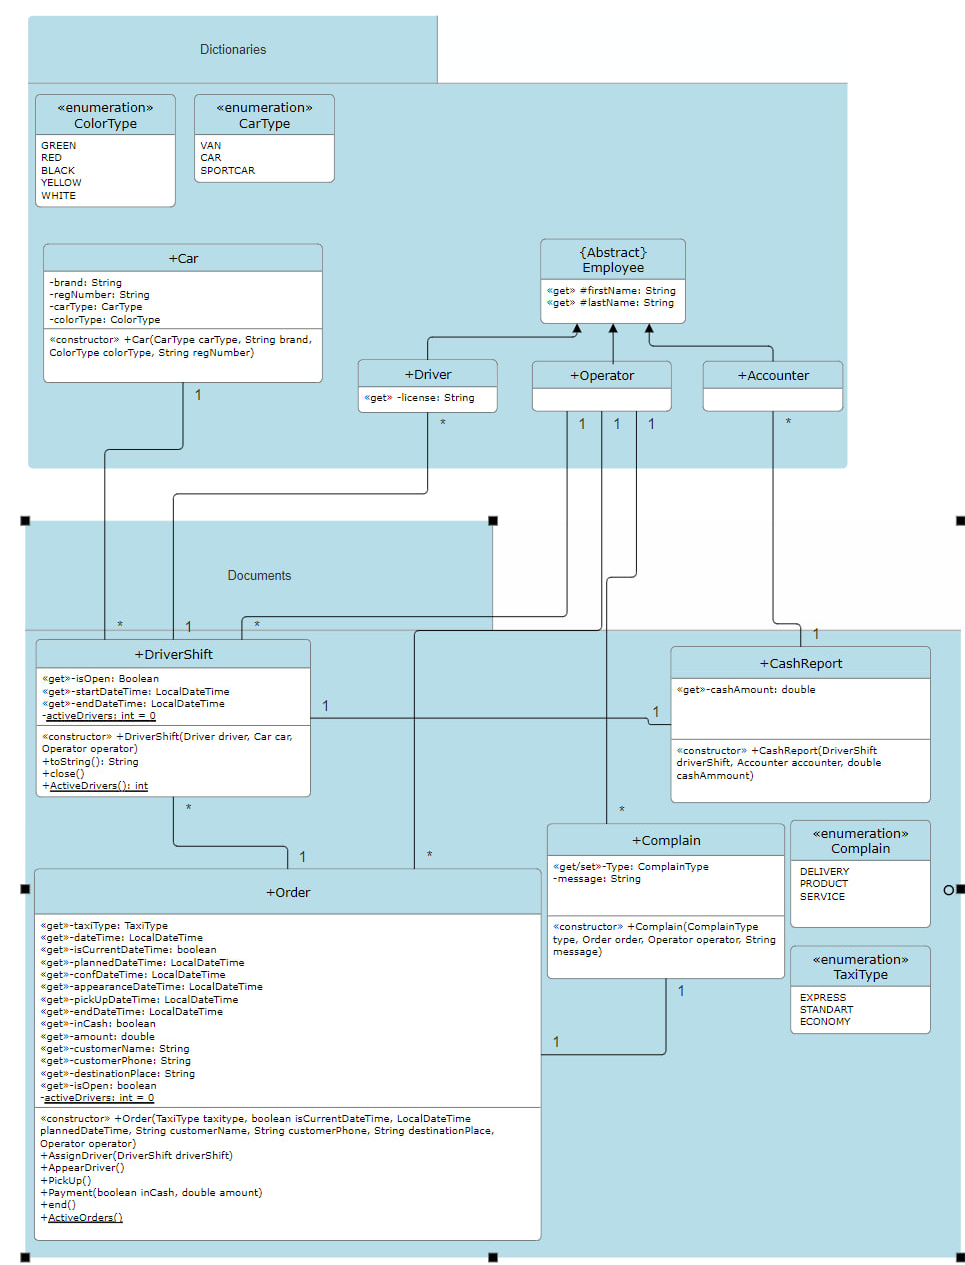 Dictionaries
«enumeration»
ColorType
GREEN
RED
BLACK
YELLOW
WHITE
«enumeration»
CarType
VAN
CAR
SPORTCAR
+Car
-brand: String
-regNumber: String
-carType: CarType
-colorType: ColorType
«constructor» +Car(CarType carType, String brand,
ColorType colorType, String regNumber)
{Abstract}
Employee
«get» #firstName: String
«get» #lastName: String
+Driver
«get» -license: String
+Operator
+Accounter
1
*
1
1
1
*
Documents
*
1
*
1
+DriverShift
«get»-isOpen: Boolean
«get»-startDateTime: LocalDateTime
«get»-endDateTime: LocalDateTime
-activeDrivers: int = 0
«constructor» +DriverShift(Driver driver, Car car,
Operator operator)
+toString(): String
+close()
+ActiveDrivers(): int
1
1
+CashReport
«get»-cashAmount: double
«constructor» +CashReport(DriverShift
driverShift, Accounter accounter, double
cashAmmount)
*
1
*
*
+Complain
«get/set»-Type: ComplainType
-message: String
«constructor» +Complain(ComplainType
type, Order order, Operator operator, String
message)
«enumeration»
Complain
DELIVERY
PRODUCT
SERVICE
«enumeration»
TaxiType
EXPRESS
STANDART
ECONOMY
1
1
+Order
«get»-taxiType: TaxiType
«get»-dateTime: LocalDateTime
«get»-isCurrentDateTime: boolean
«get»-plannedDateTime: LocalDateTime
«get»-confDateTime: LocalDateTime
«get»-appearanceDateTime: LocalDateTime
«get»-pickUpDateTime: LocalDateTime
«get»-endDateTime: LocalDateTime
«get»-inCash: boolean
«get»-amount: double
«get»-customerName: String
«get»-customerPhone: String
«get»-destinationPlace: String
«get»-isOpen: boolean
-activeDrivers: int = 0
«constructor» +Order(TaxiType taxitype, boolean isCurrentDateTime, LocalDateTime
plannedDateTime, String customerName, String customerPhone, String destinationPlace,
Operator operator)
+AssignDriver(DriverShift driverShift)
+AppearDriver()
+PickUp()
+Payment(boolean inCash, double amount)
+end()
+ActiveOrders()